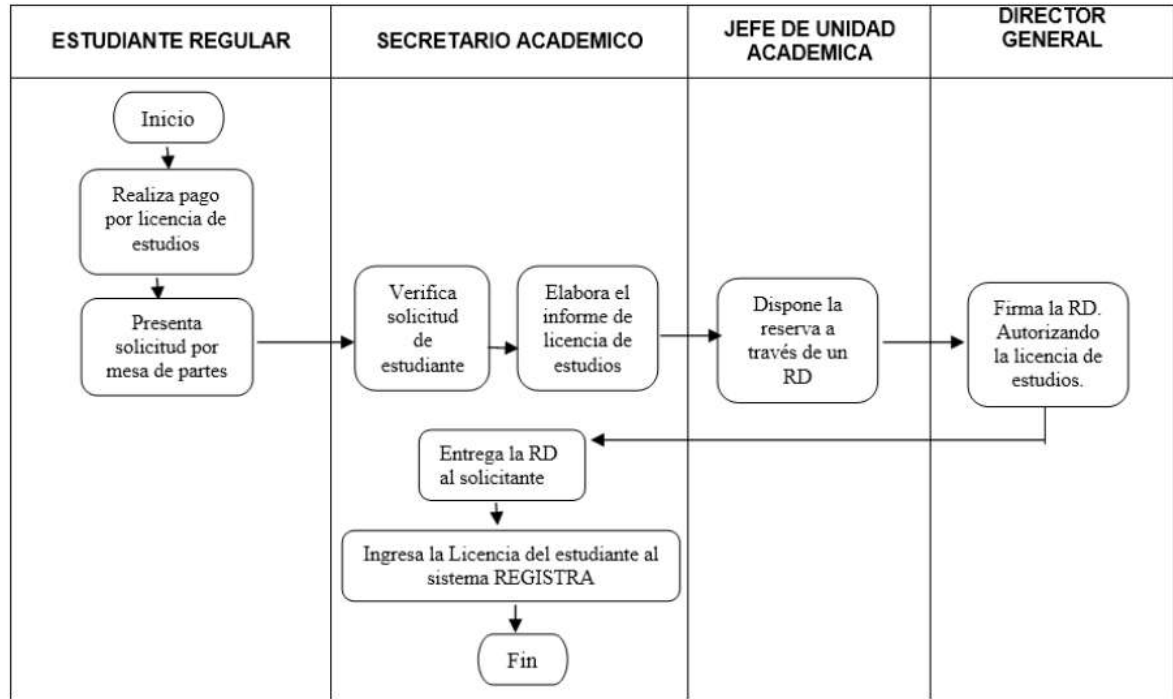 ESTUDIANTE REGULAR
SECRETARIO ACADEMICO
JEFE DE UNIDAD
ACADEMICA
DIRECTOR
GENERAL
Inicio
Realiza pago
por licencia de
estudios
Presenta
solicitud por
mesa de partes
Verifica
solicitud
de
estudiante
Elabora el
informe de
licencia de
estudios
Dispone la
reserva a
través de un
RD
Firma la RD.
Autorizando
la licencia de
estudios.
Entrega la RD
al solicitante
Ingresa la Licencia del estudiante al
sistema REGISTRA
Fin